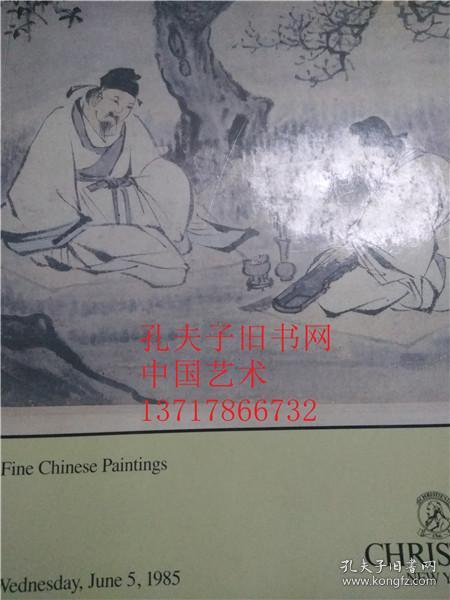 孔夫子旧书网
中国艺术
13717866732
Fine Chinese Paintings
Wednesday, June 5, 1985
CHRIS
NEW Y
孔夫子旧书网
www.kongfz.com